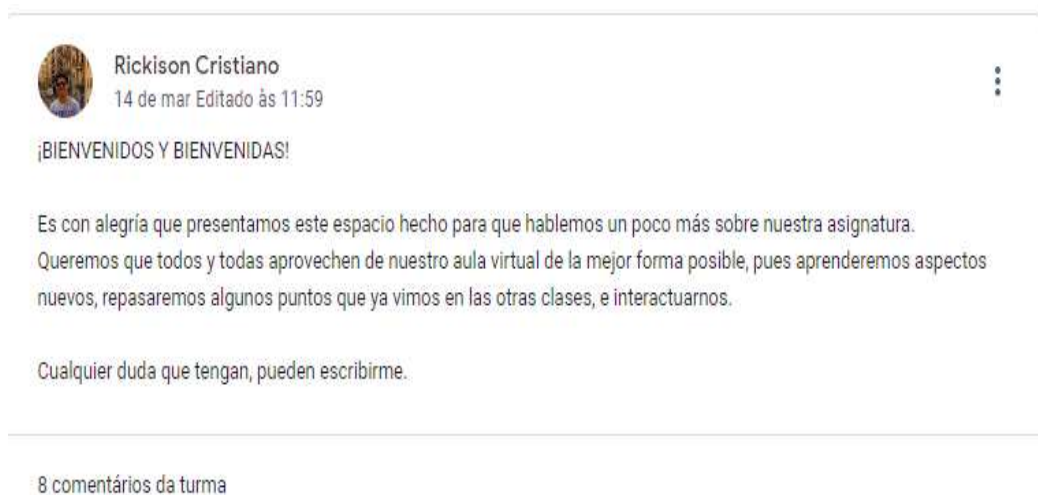 Rickison Cristiano
14 de mar Editado às 11:59
¡BIENVENIDOS Y BIENVENIDAS!
Es con alegría que presentamos este espacio hecho para que hablemos un poco más sobre nuestra asignatura.
Queremos que todos y todas aprovechen de nuestro aula virtual de la mejor forma posible, pues aprenderemos aspectos
nuevos, repasaremos algunos puntos que ya vimos en las otras clases, e interactuarnos.
Cualquier duda que tengan, pueden escribirme.
8 comentários da turma